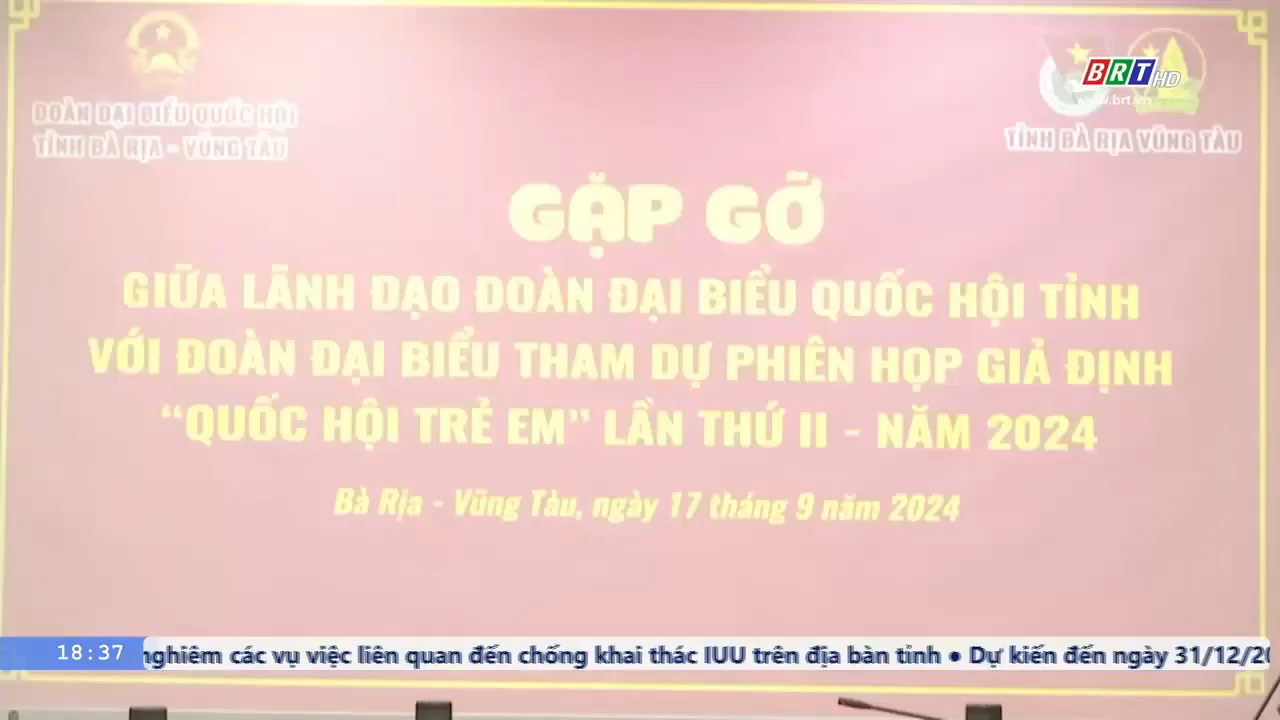 ĐOÀN ĐẠI BIỂU QUỐC HỘI
TỈNH BÀ RỊA - VŨNG TÀU
BRT HD
www.brt.vn
TỈNH BÀ RỊA VŨNG TÀU
GẶP GỠ
GIỮA LÃNH ĐẠO ĐOÀN ĐẠI BIỂU QUỐC HỘI TỈNH
VỚI ĐOÀN ĐẠI BIỂU THAM DỰ PHIÊN HỌP GIẢ ĐỊNH
“QUỐC HỘI TRẺ EM” LẦN THỨ II - NĂM 2024
Bà Rịa - Vũng Tàu, ngày 17 tháng 9 năm 2024
18:37 nghiêm các vụ việc liên quan đến chống khai thác IUU trên địa bàn tỉnh • Dự kiến đến ngày 31/12/20